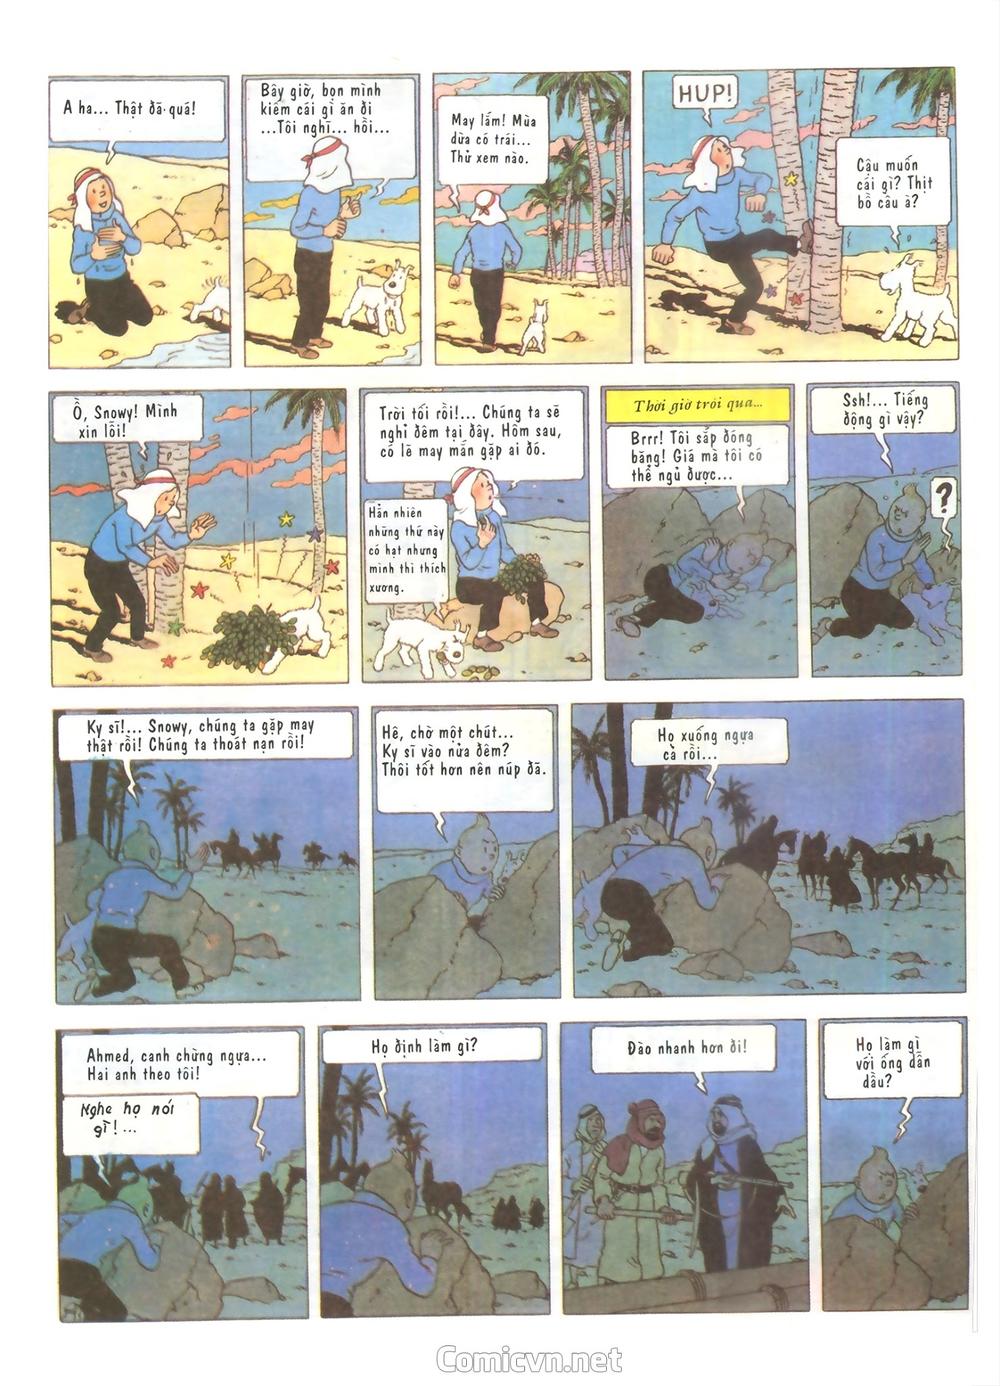 A ha... Thật đã quá!
Bây giờ, bọn mình
kiếm cái gì ăn đi
...Tôi nghĩ... hồi...
May lắm! Mùa
dừa có trái...
Thử xem nào.
HUP!
Cậu muốn
cái gì? Thịt
bồ câu à?
Ồ, Snowy! Mình
xin lỗi!
Trời tối rồi!... Chúng ta sẽ
nghỉ đêm tại đây. Hôm sau,
có lẽ may mắn gặp ai đó.
Hẳn nhiên
những thứ này
có hạt nhưng
mình thì thích
xương.
Thời giờ trôi qua...
Brrr! Tôi sắp đóng
băng! Giá mà tôi có
thể ngủ được...
Ssh!... Tiếng
động gì vậy?
?
Kỵ sĩ!... Snowy, chúng ta gặp may
thật rồi! Chúng ta thoát nạn rồi!
Hê, chờ một chút...
Kỵ sĩ vào nửa đêm?
Thôi tốt hơn nên núp đã.
Họ xuống ngựa
cả rồi...
Ahmed, canh chừng ngựa...
Hai anh theo tôi!
Nghe họ nói
gì!...
Họ định làm gì?
Đào nhanh hơn đi!
Họ làm gì
với ống dẫn
dầu?
Comicvn.net